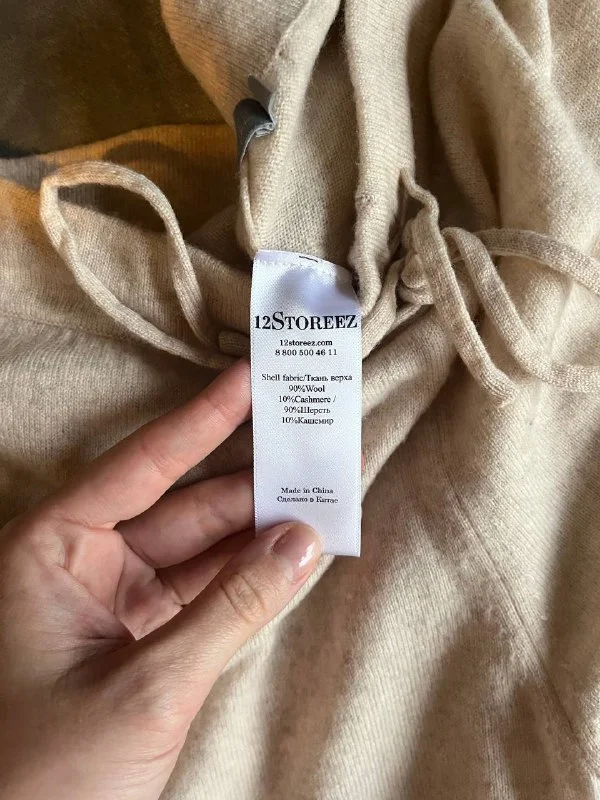 12STOREEZ
12storeez.com
8 800 500 46 11
Shell fabric/Ткань верха
90%Wool
10%Cashmere /
90%Шерсть
10%Кашемир
Made in China
Сделано в Китае